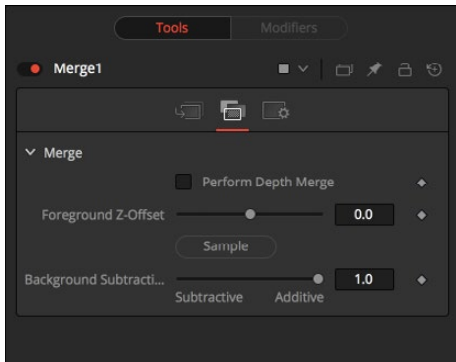 Tools Modifiers
Merge1
Merge
Perform Depth Merge
Foreground Z-Offset 0.0
Sample
Background Subtracti... 1.0
Subtractive Additive